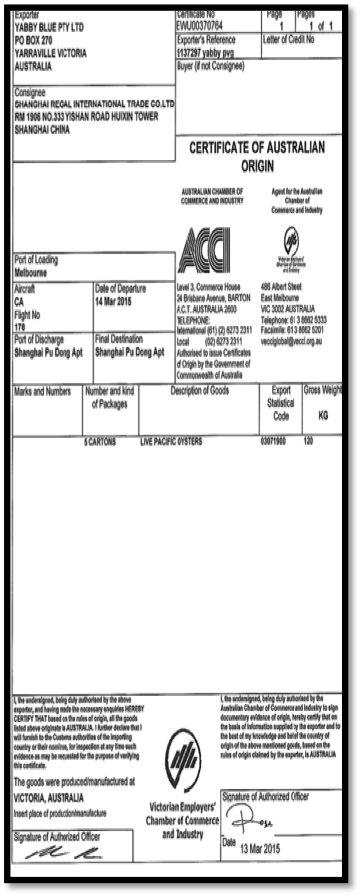 Exporter
YABBY BLUE PTY LTD
PO BOX 270
YARRAVILLE VICTORIA
AUSTRALIA
Certificate No
EWU00370764
Page
1
Pages
1 of 1
Exporter's Reference
1137297 yabby pvg
Letter of Credit No
Buyer (if not Consignee)
Consignee
SHANGHAI REGAL INTERNATIONAL TRADE CO.LTD
RM 1906 NO.333 YISHAN ROAD HUIXIN TOWER
SHANGHAI CHINA
CERTIFICATE OF AUSTRALIAN
ORIGIN
AUSTRALIAN CHAMBER OF
COMMERCE AND INDUSTRY
Agent for the Australian
Chamber of
Commerce and Industry
ACCI
Victorian Employers'
Chamber of Commerce
and Industry
Port of Loading
Melbourne
Aircraft
CA
Date of Departure
14 Mar 2015
Flight No
178
Port of Discharge
Shanghai Pu Dong Apt
Final Destination
Shanghai Pu Dong Apt
Level 3, Commerce House
24 Brisbane Avenue, BARTON
A.C.T. AUSTRALIA 2600
TELEPHONE:
International (61) (2) 6273 2311
Local (02) 6273 2311
Authorised to issue Certificates
of Origin by the Government of
Commonwealth of Australia
486 Albert Steet
East Melbourne
VIC 3002 AUSTRALIA
Telephone: 61 3 8662 5333
Facsimile: 61 3 8662 5201
vecciglobal@vecci.org.au
Marks and Numbers
Number and kind
of Packages
Description of Goods
Export
Statistical
Code
Gross Weight
KG
5 CARTONS LIVE PACIFIC OYSTERS 03071900 120
I, the undersigned, being duly authorised by the above
exporter, and having made the necessary enquiries HEREBY
CERTIFY THAT based on the rules of origin, all the goods
listed above originate is AUSTRALIA. I further declare that I
will furnish to the Customs authorities of the importing
country or their nominee, for inspection at any time such
evidence as may be requested for the purpose of verifying
this certificate.
The goods were produced/manufactured at
VICTORIA, AUSTRALIA
Insert place of production/manufacture
Signature of Authorized Officer
Victorian Employers'
Chamber of Commerce
and Industry
I, the undersigned, being duly authorised by the
Australian Chamber of Commerce and Industry to sign
documentary evidence of origin, hereby certify that on
the basis of information supplied by the exporter and to
the best of my knowledge and belief the country of
origin of the above mentioned goods, based on the
rules of origin claimed by the exporter, is AUSTRALIA
Signature of Authorized Officer
Date
13 Mar 2015